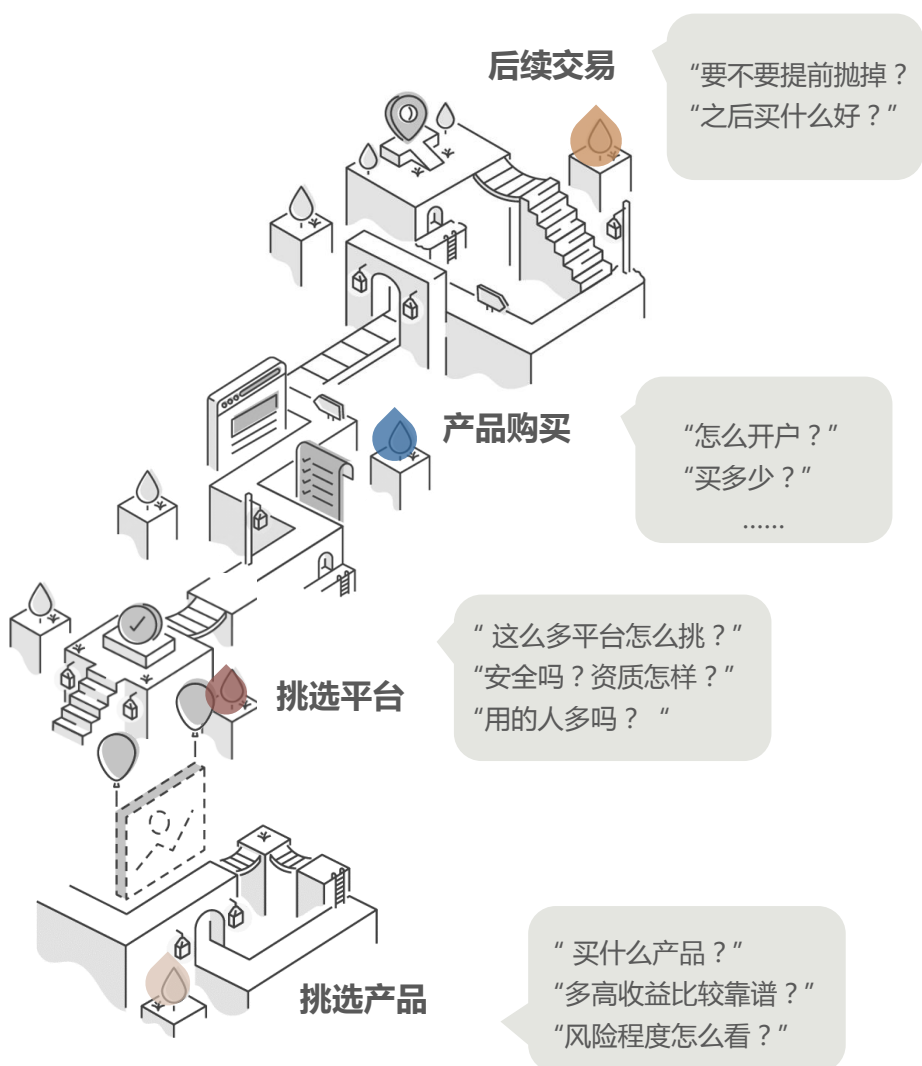 后续交易
“要不要提前抛掉？
“之后买什么好？”
产品购买
“怎么开户？”
“买多少？”
……
挑选平台
“ 这么多平台怎么挑？”
“安全吗？资质怎样？”
“用的人多吗？ “
挑选产品
“ 买什么产品？”
“多高收益比较靠谱？”
“风险程度怎么看？”